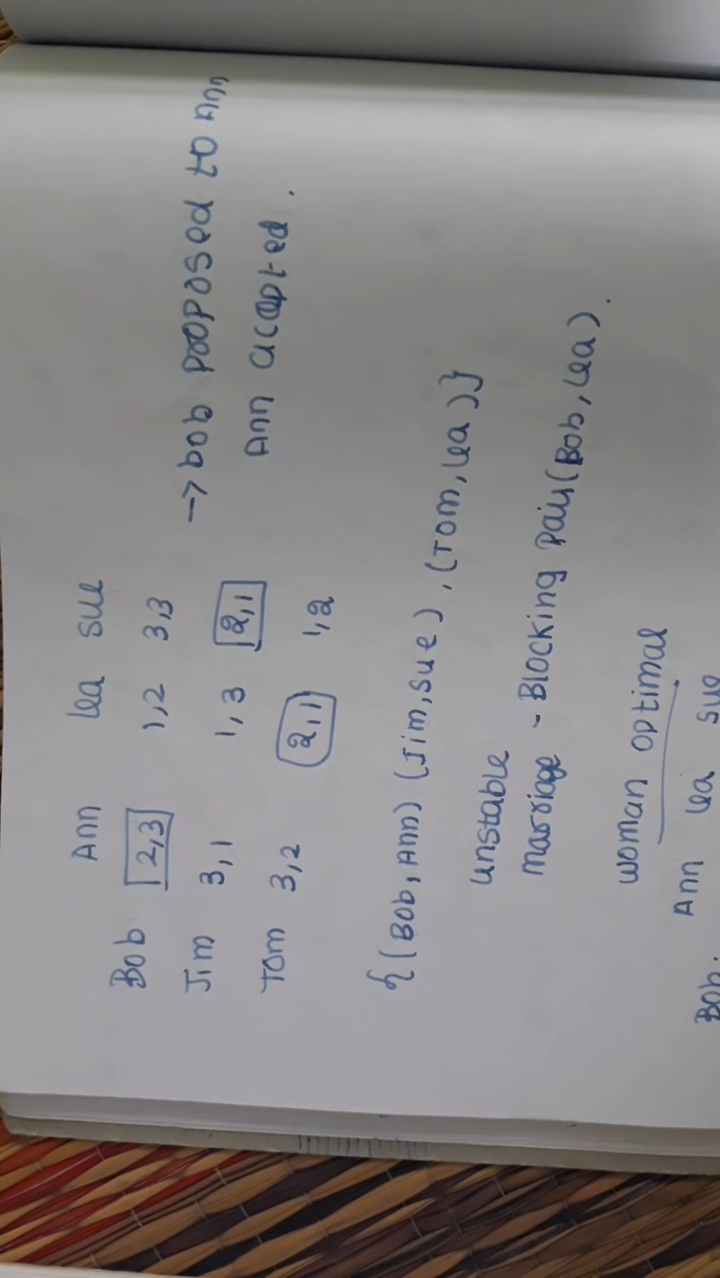 Ann lea sue
Bob 2,3 1,2 3,3
Jim 3,1 1,3 2,1 → bob proposed to Ann
Tom 3,2 2,1 1,2 Ann accepted.
{(Bob, Ann) (Jim, sue), (Tom, lea)}
unstable
marriage - Blocking pair (Bob, lea).
woman optimal
Ann lea sue
Bob.